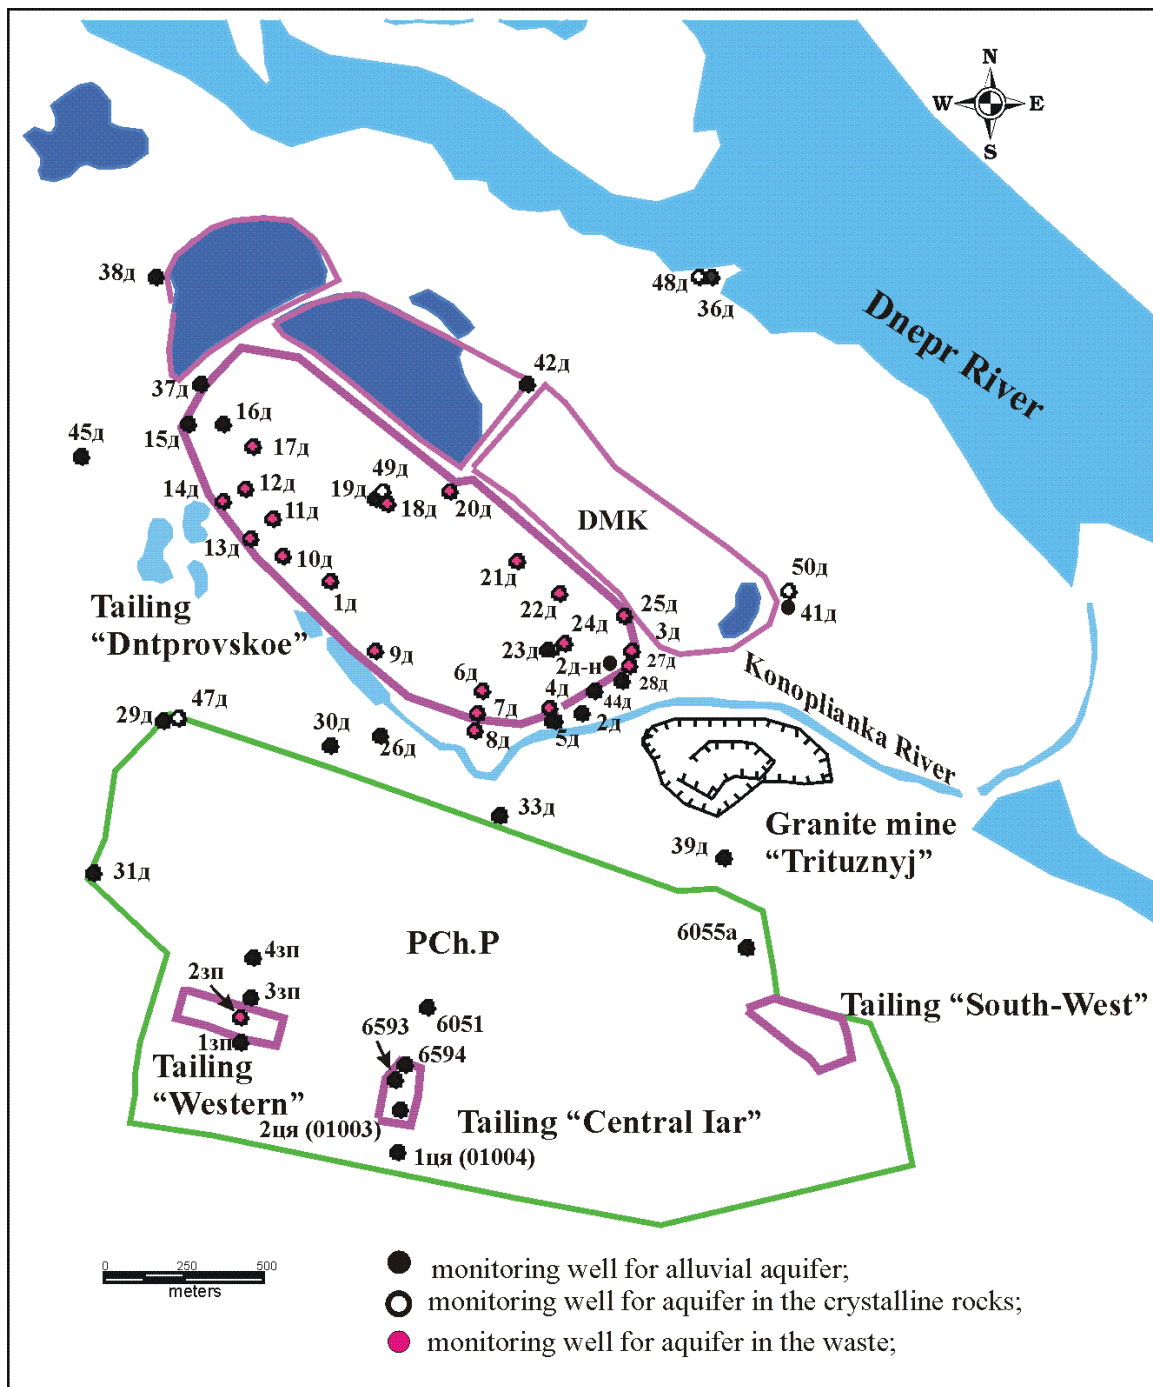 N
W
E
S
38д
48д
36д
Dnepr River
42д
37д
16д
15д
45д
17д
49д
12д
19д
14д
18д
20д
11д
DMK
13д
10д
21д
50д
1д
22д
25д
41д
Tailing
“Dntprovskoe”
24д
3д
23д
9д
2д-н
27д
6д
28д
4д
44д
Konoplianka River
47д
7д
29д
30д
2д
5д
8д
26д
33д
Granite mine
“Trituznyj”
39д
31д
6055а
PCh.P
4зп
2зп
3зп
Tailing “South-West”
6051
6593
1зп
6594
Tailing
“Western”
Tailing “Central Iar”
2ця (01003)
1ця (01004)
0 250 500
meters
monitoring well for alluvial aquifer;
monitoring well for aquifer in the crystalline rocks;
monitoring well for aquifer in the waste;